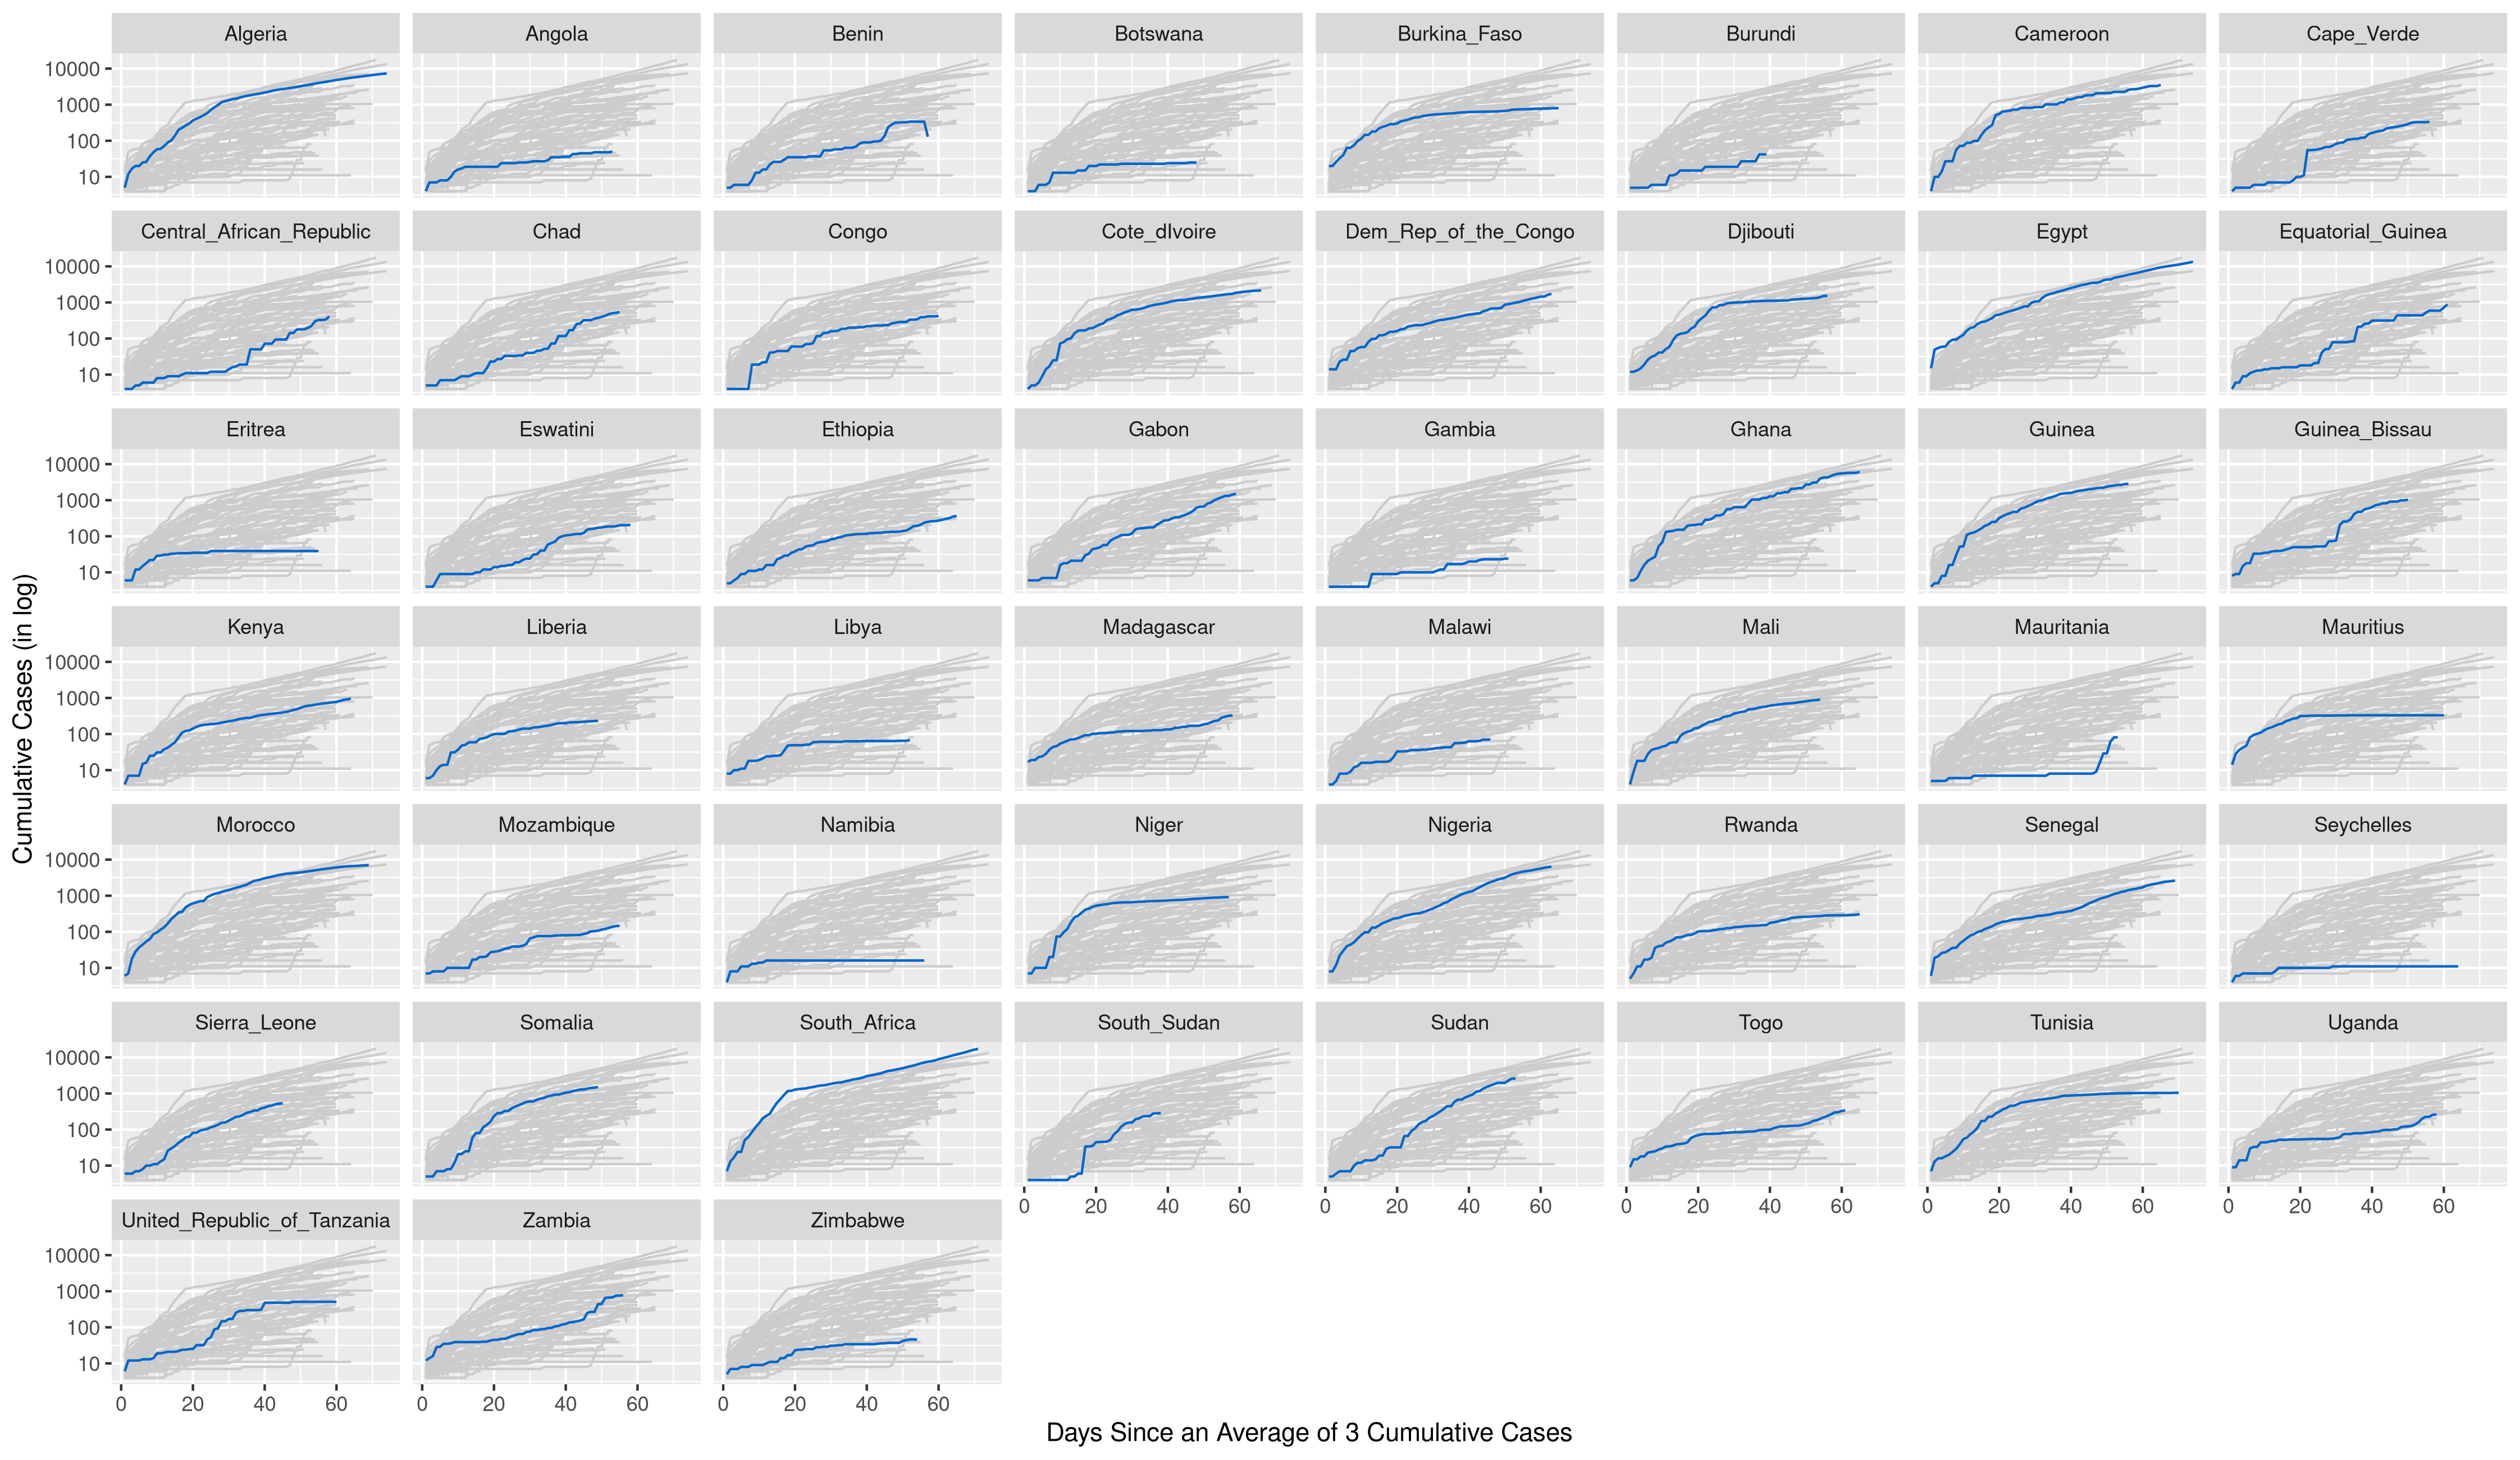 Algeria Angola Benin Botswana Burkina_Faso Burundi Cameroon Cape_Verde
10000
1000
100
10
Central_African_Republic Chad Congo Cote_dIvoire Dem_Rep_of_the_Congo Djibouti Egypt Equatorial_Guinea
10000
1000
100
10
Eritrea Eswatini Ethiopia Gabon Gambia Ghana Guinea Guinea_Bissau
10000
1000
100
10
Cumulative Cases (in log)
Kenya Liberia Libya Madagascar Malawi Mali Mauritania Mauritius
10000
1000
100
10
Morocco Mozambique Namibia Niger Nigeria Rwanda Senegal Seychelles
10000
1000
100
10
Sierra_Leone Somalia South_Africa South_Sudan Sudan Togo Tunisia Uganda
10000
1000
100
10
0 20 40 60 0 20 40 60 0 20 40 60 0 20 40 60 0 20 40 60
United_Republic_of_Tanzania Zambia Zimbabwe
10000
1000
100
10
0 20 40 60 0 20 40 60 0 20 40 60
Days Since an Average of 3 Cumulative Cases